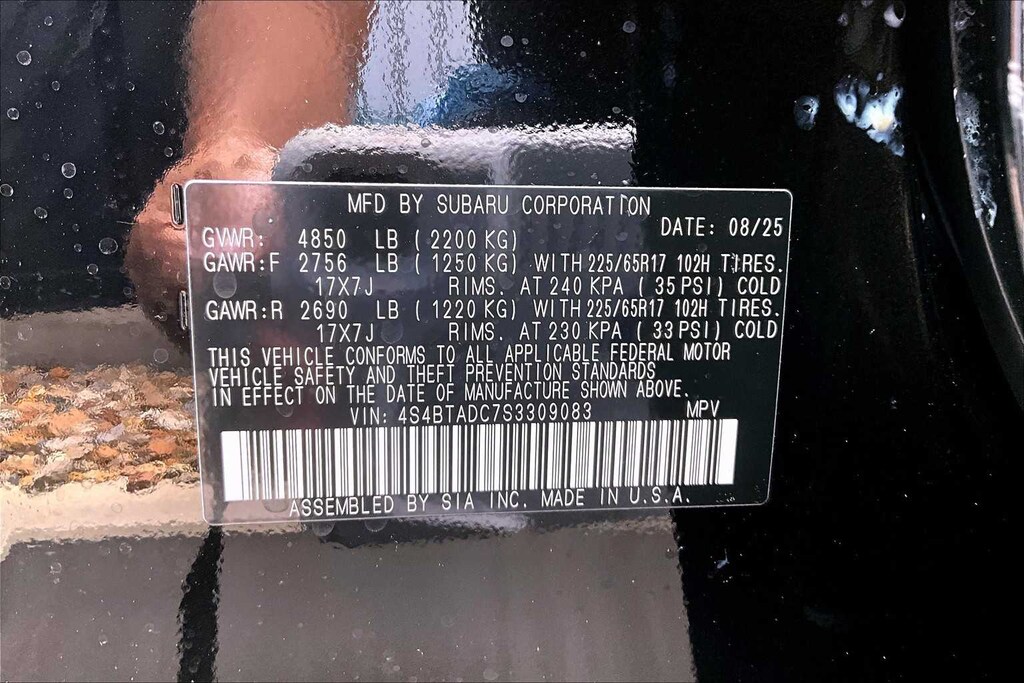 MFD BY SUBARU CORPORATION
DATE: 08/25
GVWR: 4850 LB (2200 KG)
GAWR:F 2756 LB (1250 KG) WITH 225/65R17 102H TIRES.
17X7J RIMS. AT 240 KPA (35 PSI) COLD
GAWR:R 2690 LB (1220 KG) WITH 225/65R17 102H TIRES.
17X7J RIMS. AT 230 KPA (33 PSI) COLD
THIS VEHICLE CONFORMS TO ALL APPLICABLE FEDERAL MOTOR
VEHICLE SAFETY AND THEFT PREVENTION STANDARDS
IN EFFECT ON THE DATE OF MANUFACTURE SHOWN ABOVE.
VIN: 4S4BTADC7S3309083 MPV
ASSEMBLED BY SIA INC. MADE IN U.S.A.